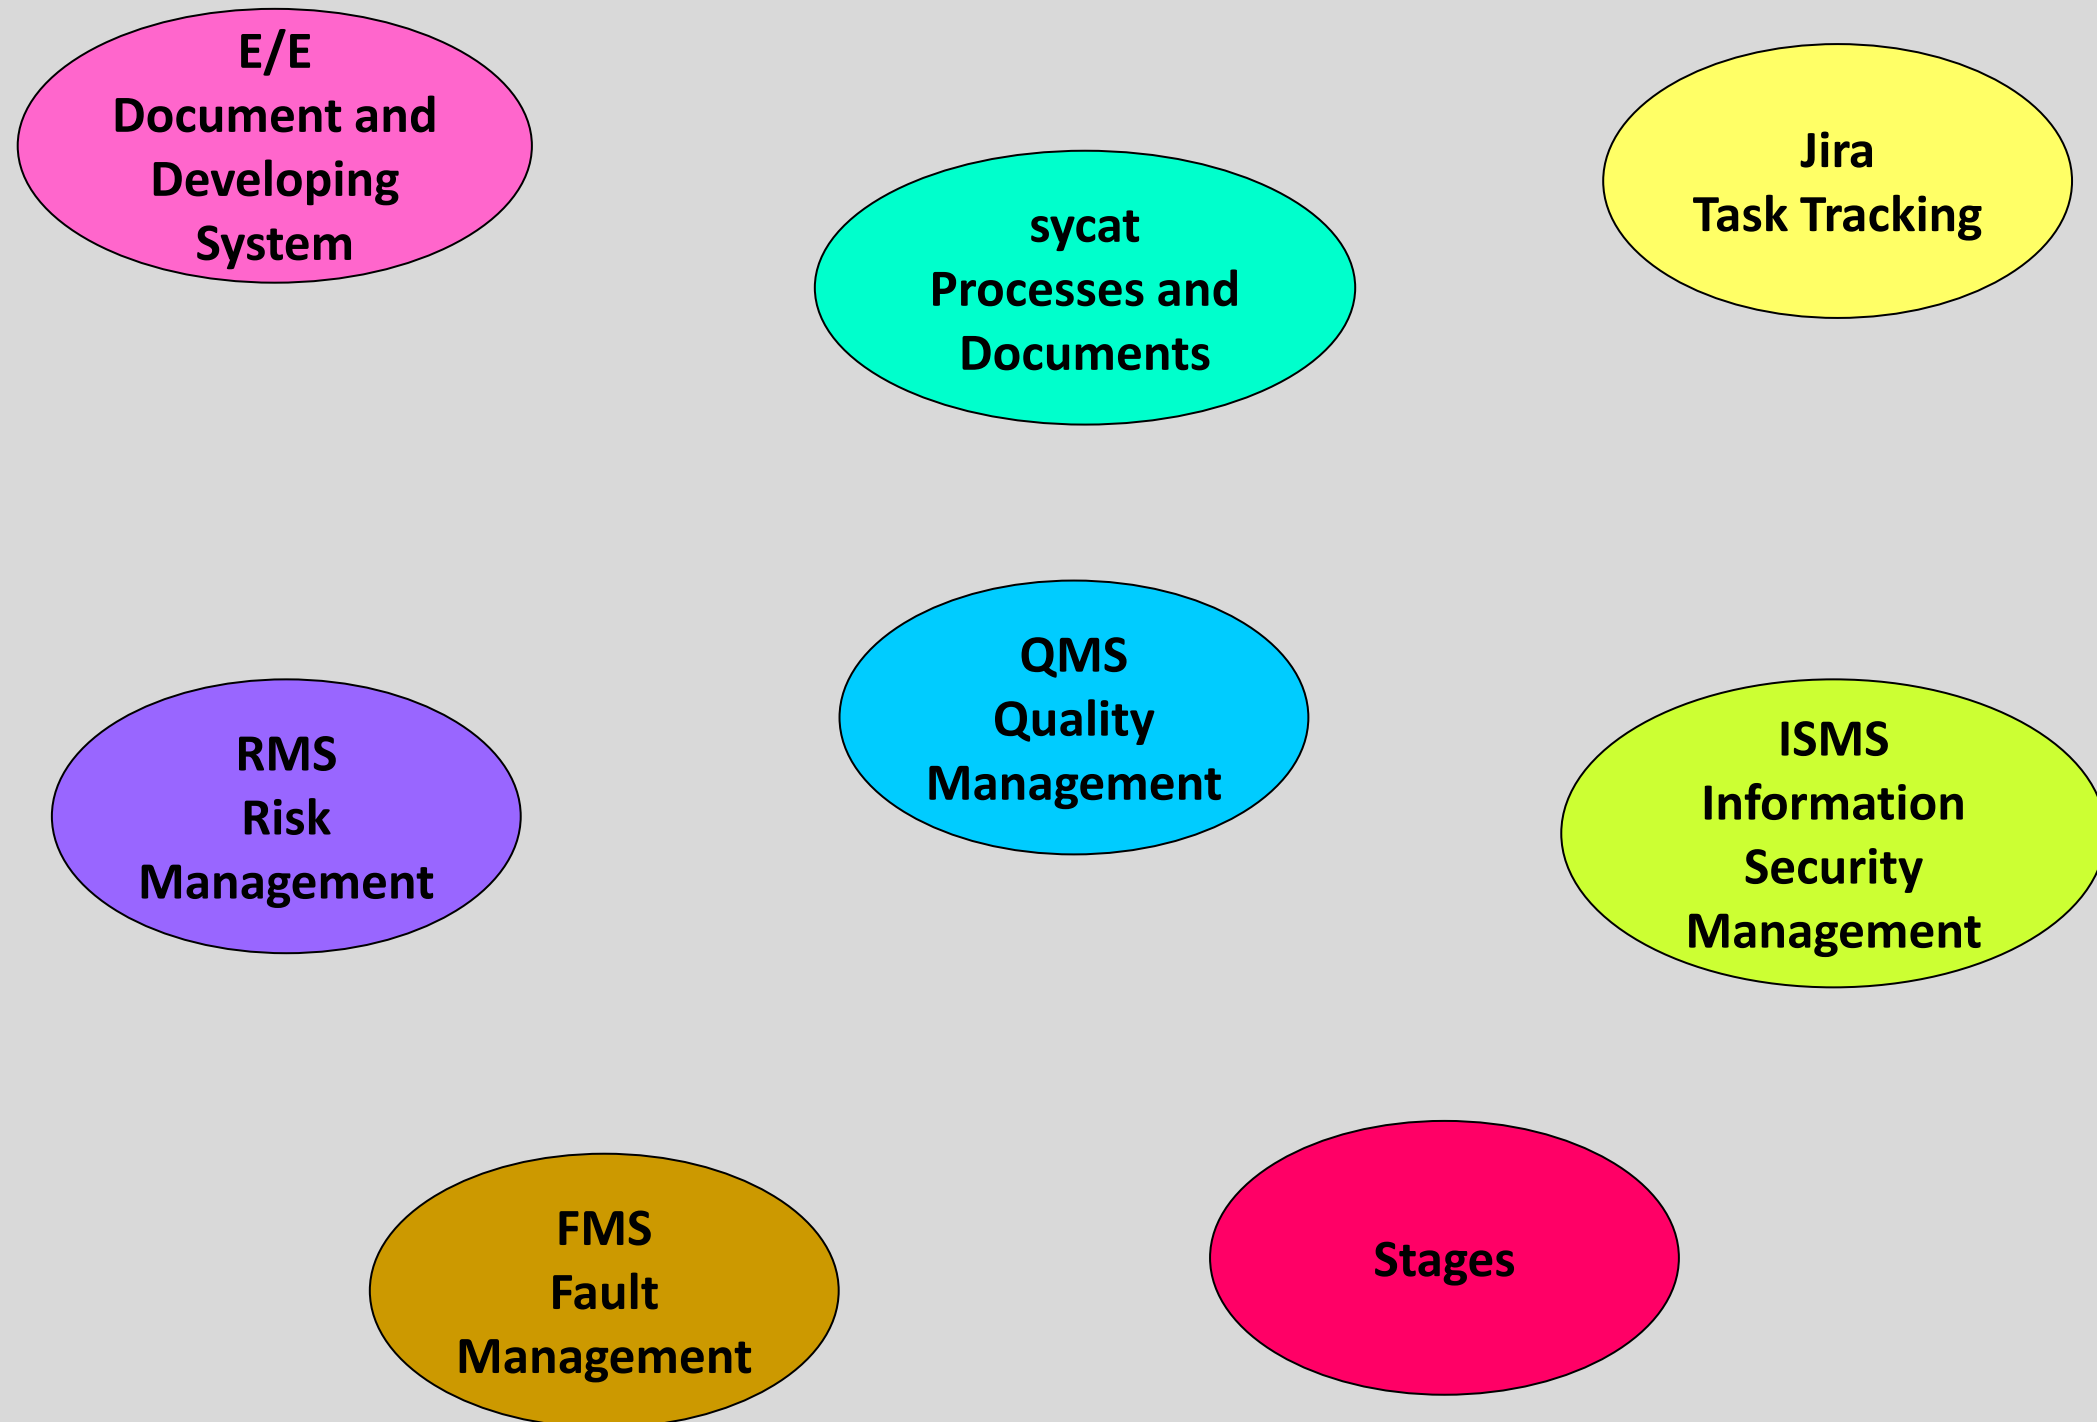 E/E
Document and
Developing
System
Jira
Task Tracking
sycat
Processes and
Documents
QMS
Quality
Management
RMS
Risk
Management
ISMS
Information
Security
Management
FMS
Fault
Management
Stages